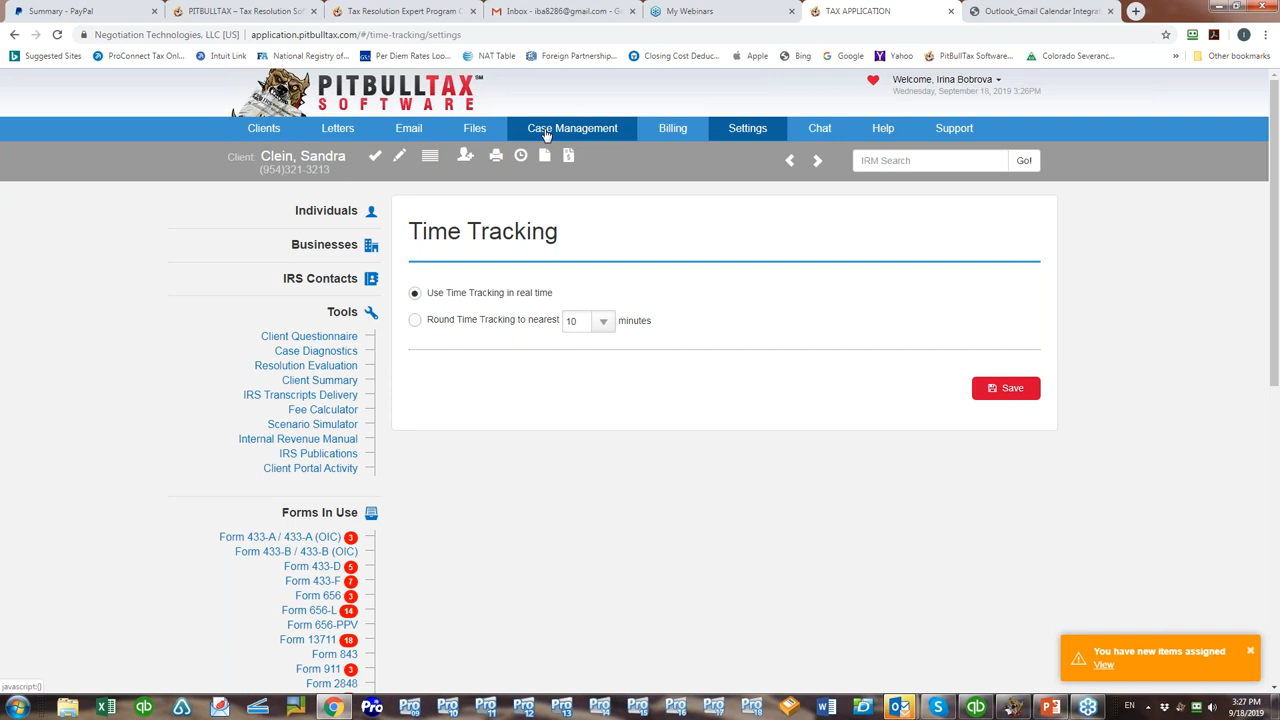 Summary - PayPal
PITBULLTAX – Tax Resolution Sof
Tax Resolution Expert Program C
Inbox - iba8286@gmail.com - G
My Webinars
TAX APPLICATION
Outlook_Gmail Calendar Integrat
Negotiation Technologies, LLC [US]
application.pitbulltax.com/#/time-tracking/settings
Suggested Sites
ProConnect Tax Onl...
Intuit Link
National Registry of...
Per Diem Rates Loo...
NAT Table
Foreign Partnership...
Closing Cost Deduc...
Apple
Bing
Google
Yahoo
PitBullTax Software...
Colorado Severanc...
Other bookmarks
PITBULLTAX
SOFTWARE
Welcome, Irina Bobrova
Wednesday, September 18, 2019 3:26PM
Clients
Letters
Email
Files
Case Management
Billing
Settings
Chat
Help
Support
Client: Clein, Sandra
(954)321-3213
IRM Search
Go!
Individuals
Businesses
IRS Contacts
Tools
Client Questionnaire
Case Diagnostics
Resolution Evaluation
Client Summary
IRS Transcripts Delivery
Fee Calculator
Scenario Simulator
Internal Revenue Manual
IRS Publications
Client Portal Activity
Forms In Use
Form 433-A / 433-A (OIC) 3
Form 433-B / 433-B (OIC)
Form 433-D 5
Form 433-F 7
Form 656 3
Form 656-L 14
Form 656-PPV
Form 13711 18
Form 843
Form 911 3
Form 2848
Time Tracking
Use Time Tracking in real time
Round Time Tracking to nearest 10 minutes
Save
You have new items assigned
View
javascript:{}
EN
3:27 PM
9/18/2019